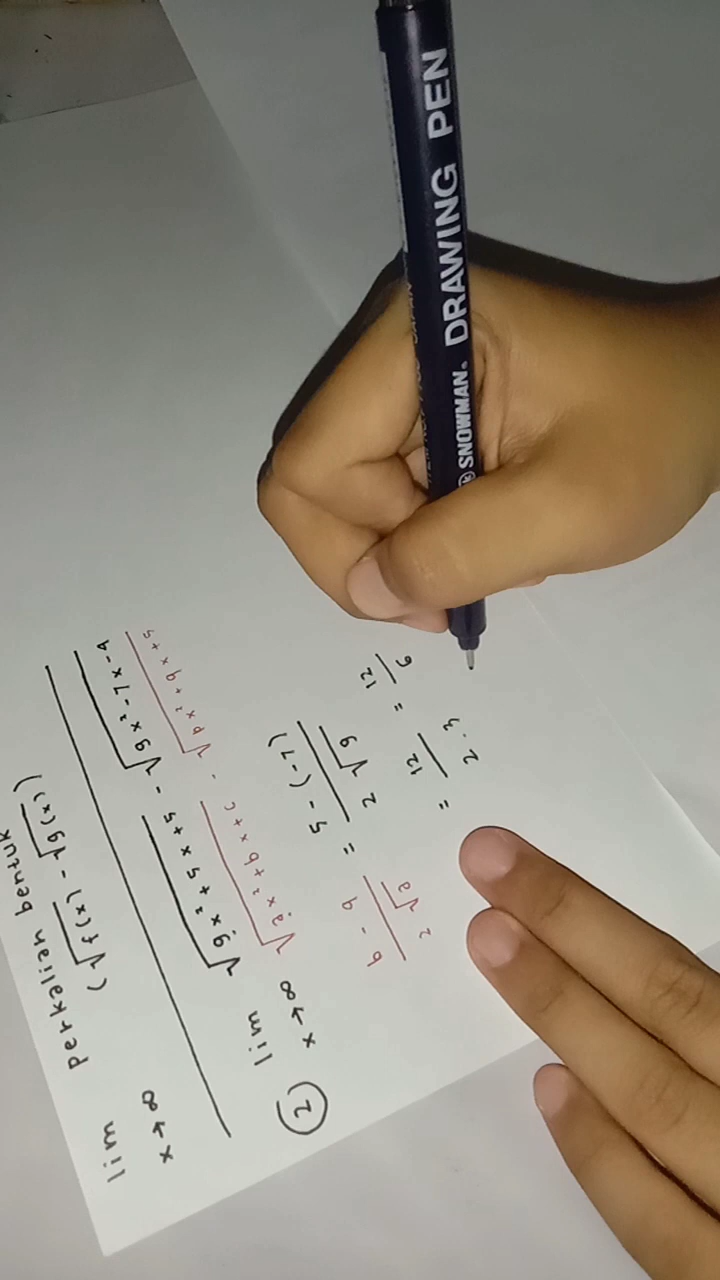 lim Perkalian bentuk
x → ∞ (√f(x) - √g(x))
② lim √9x² + 5x + 5 - √9x² - 7x - 4
x → ∞ √ax² + bx + c - √px² + qx + 5
b - q / 2√a = 5 - (-7) / 2√9
= 12 / 2 . 3 = 12 / 6
SNOWMAN. DRAWING PEN